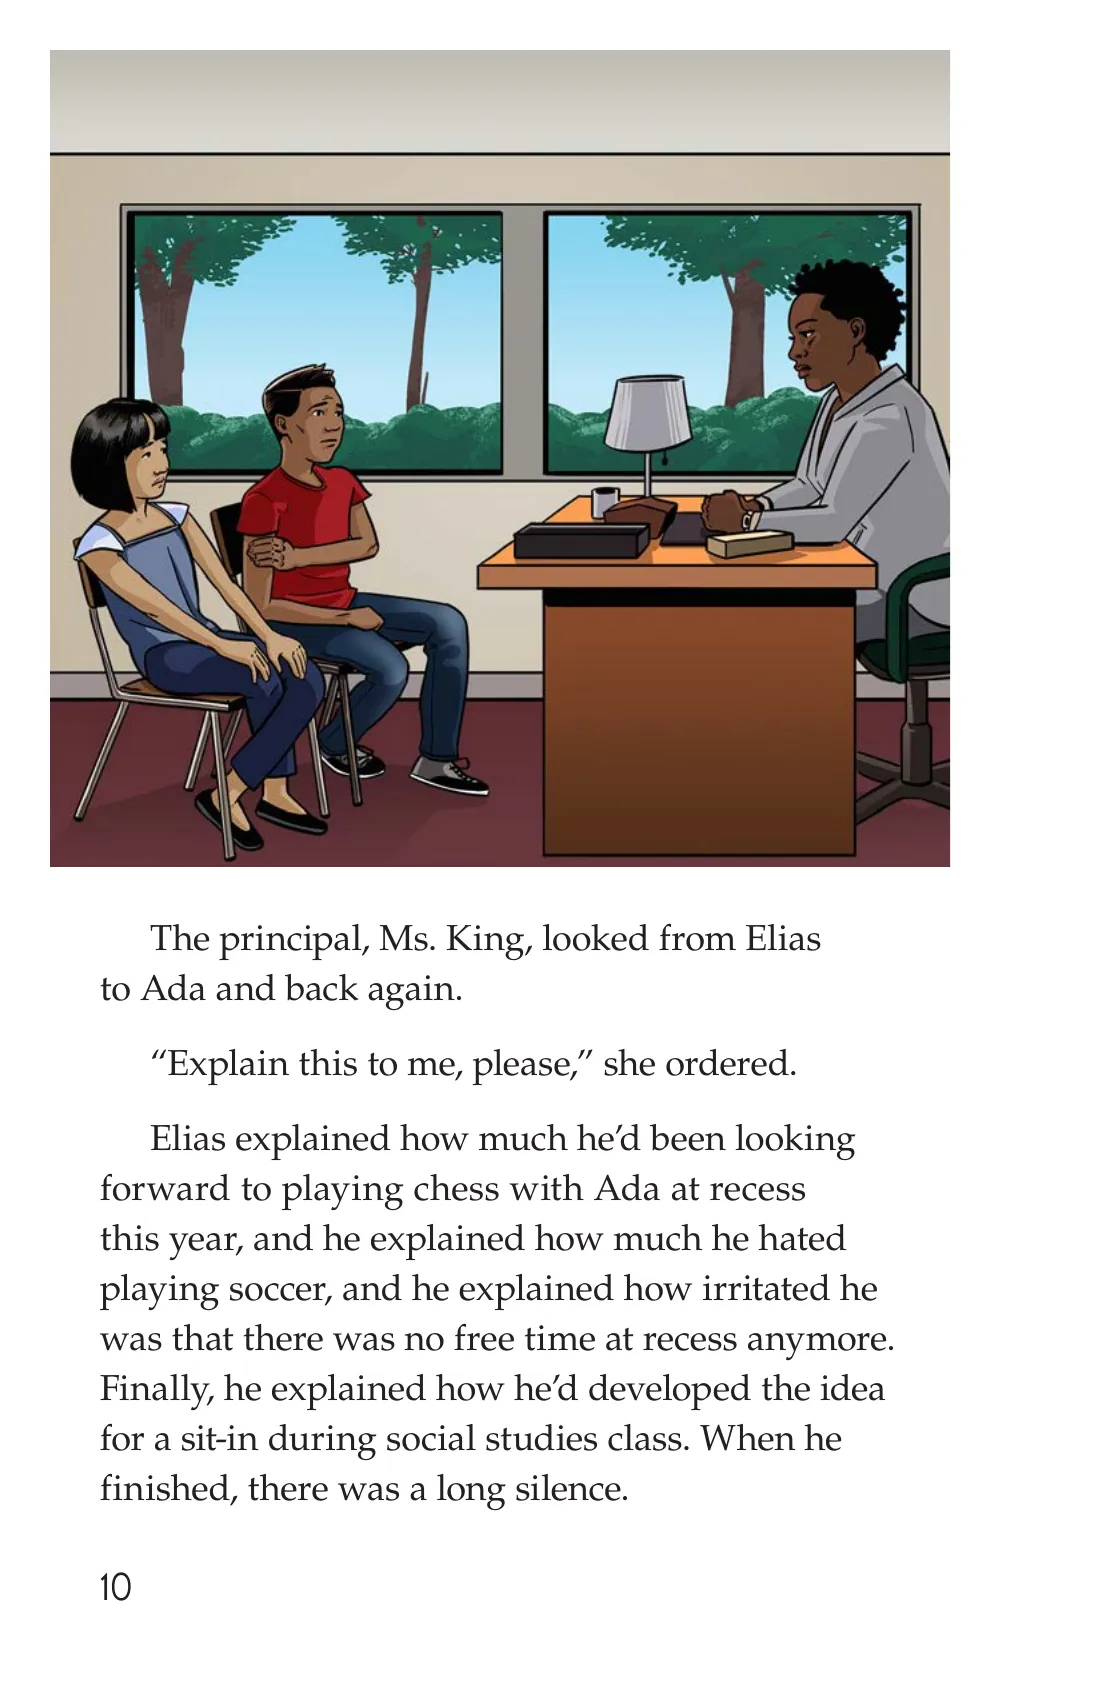 The principal, Ms. King, looked from Elias
to Ada and back again.
“Explain this to me, please,” she ordered.
Elias explained how much he’d been looking
forward to playing chess with Ada at recess
this year, and he explained how much he hated
playing soccer, and he explained how irritated he
was that there was no free time at recess anymore.
Finally, he explained how he’d developed the idea
for a sit-in during social studies class. When he
finished, there was a long silence.
10